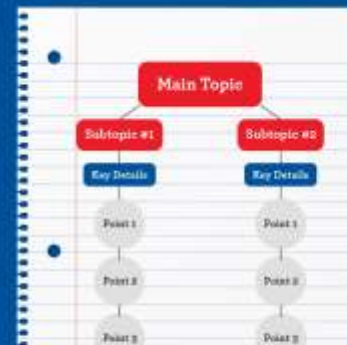 Main Topic
Subtopic #1 Subtopic #2
Key Details Key Details
Point 1 Point 1
Point 2 Point 2
Point 3 Point 3